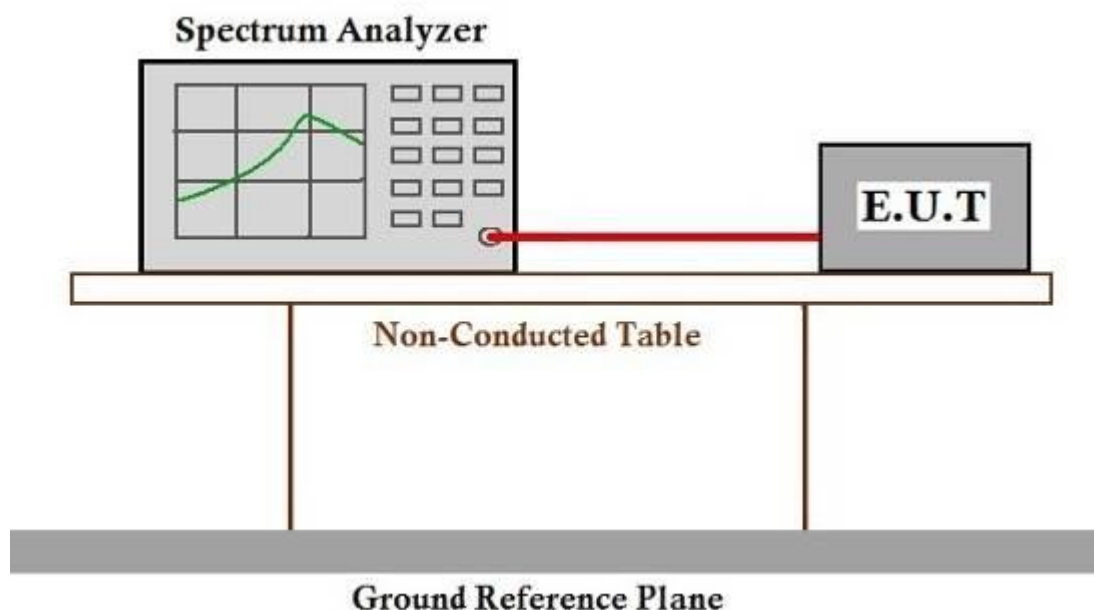 Spectrum Analyzer
E.U.T
Non-Conducted Table
Ground Reference Plane